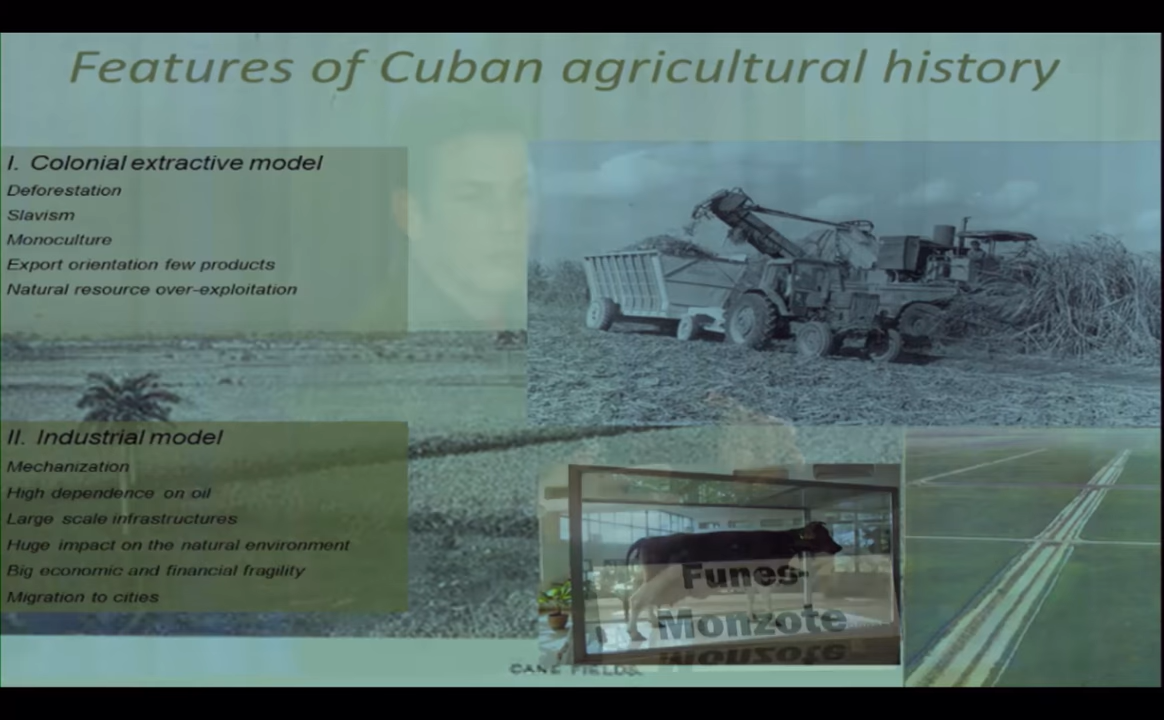 Features of Cuban agricultural history
I. Colonial extractive model
Deforestation
Slavism
Monoculture
Export orientation few products
Natural resource over-exploitation
II. Industrial model
Mechanization
High dependence on oil
Large scale infrastructures
Huge impact on the natural environment
Big economic and financial fragility
Migration to cities
Funes-
Monzote
CANE FIELDS.